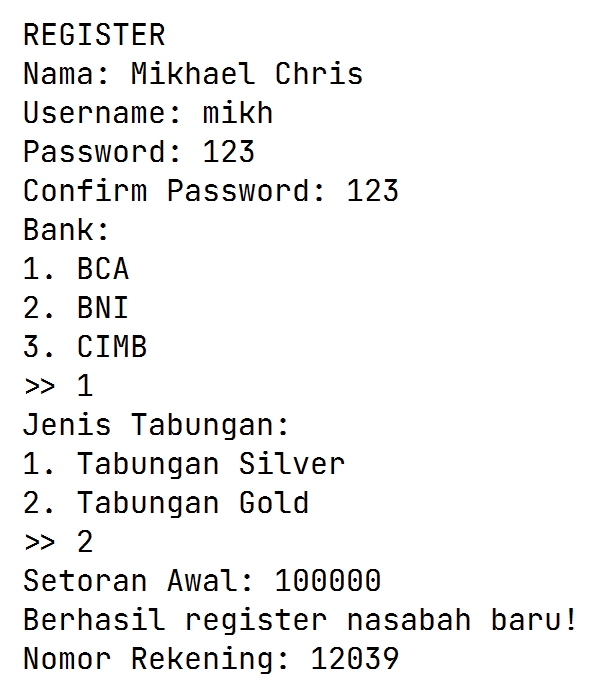 REGISTER
Nama: Mikhael Chris
Username: mikh
Password: 123
Confirm Password: 123
Bank:
1. BCA
2. BNI
3. CIMB
>> 1
Jenis Tabungan:
1. Tabungan Silver
2. Tabungan Gold
>> 2
Setoran Awal: 100000
Berhasil register nasabah baru!
Nomor Rekening: 12039